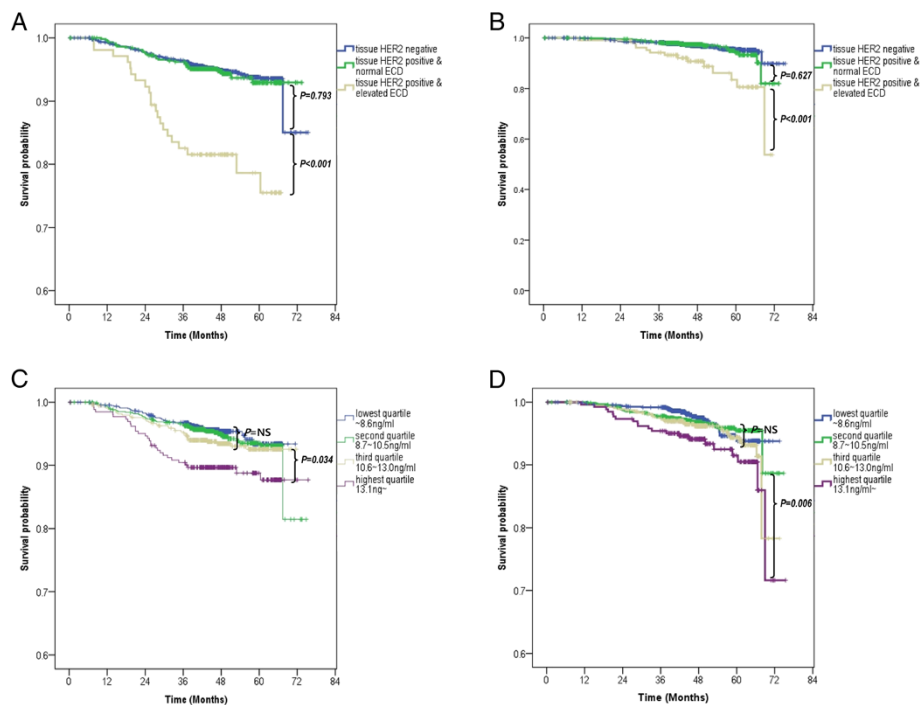 A
1.0
0.9
0.8
0.7
0.6
Survival probability
0 12 24 36 48 60 72 84
Time (Months)
tissue HER2 negative
tissue HER2 positive &
normal ECD
tissue HER2 positive &
elevated ECD
P=0.793
P<0.001
B
1.0
0.8
0.6
0.4
0.2
0.0
Survival probability
0 12 24 36 48 60 72 84
Time (Months)
tissue HER2 negative
tissue HER2 positive &
normal ECD
tissue HER2 positive &
elevated ECD
P=0.627
P<0.001
C
1.0
0.9
0.8
0.7
0.6
Survival probability
0 12 24 36 48 60 72 84
Time (Months)
lowest quartile
~8.6ng/ml
second quartile
8.7~10.5ng/ml
third quartile
10.6~13.0ng/ml
highest quartile
13.1ng~
P=NS
P=0.034
D
1.0
0.9
0.8
0.7
0.6
Survival probability
0 12 24 36 48 60 72 84
Time (Months)
lowest quartile
~8.6ng/ml
second quartile
8.7~10.5ng/ml
third quartile
10.6~13.0ng/ml
highest quartile
13.1ng/ml~
P=NS
P=0.006